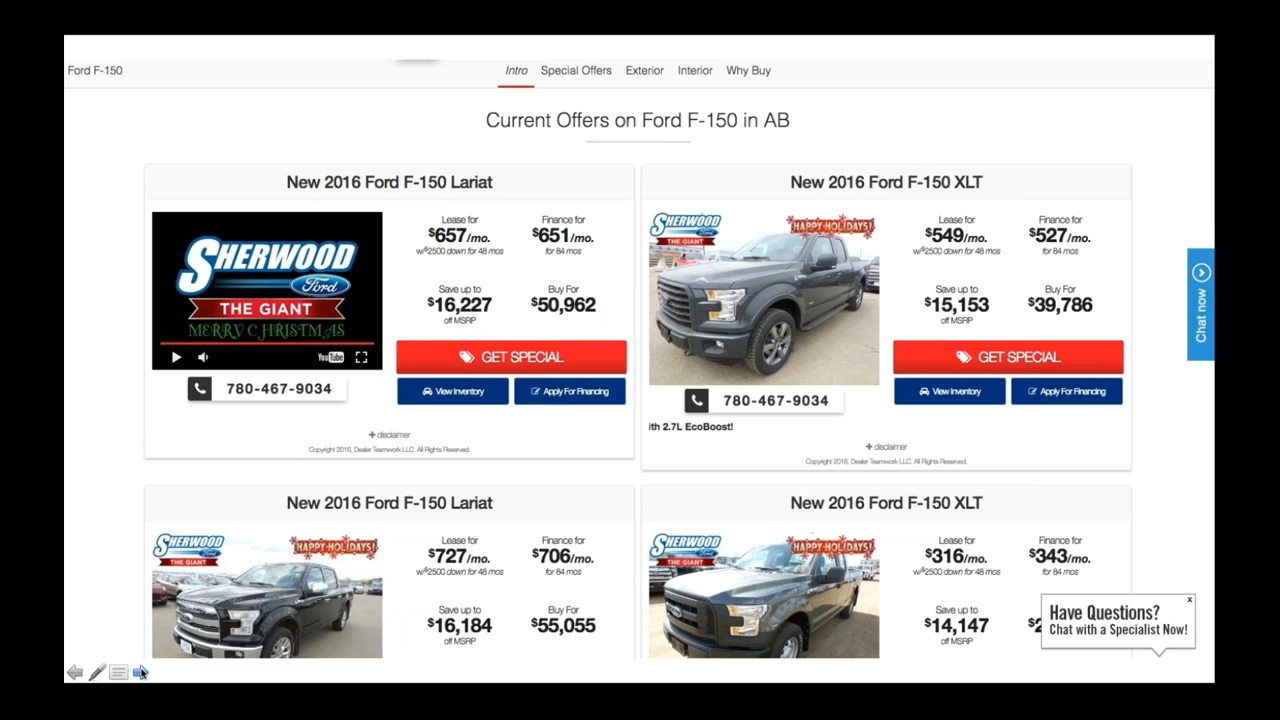 Ford F-150
Intro Special Offers Exterior Interior Why Buy
Current Offers on Ford F-150 in AB
New 2016 Ford F-150 Lariat
SHERWOOD
Ford
THE GIANT
MERRY CHRISTMAS
YouTube
780-467-9034
Lease for
$657/mo.
w/$2500 down for 48 mos
Finance for
$651/mo.
for 84 mos
Save up to
$16,227
off MSRP
Buy For
$50,962
GET SPECIAL
View Inventory
Apply For Financing
+ disclaimer
Copyright 2016, Dealer Teamwork LLC. All Rights Reserved.
New 2016 Ford F-150 XLT
SHERWOOD
Ford
THE GIANT
HAPPY HOLIDAYS!
780-467-9034
ith 2.7L EcoBoost!
Lease for
$549/mo.
w/$2500 down for 48 mos
Finance for
$527/mo.
for 84 mos
Save up to
$15,153
off MSRP
Buy For
$39,786
GET SPECIAL
View Inventory
Apply For Financing
+ disclaimer
Copyright 2016, Dealer Teamwork LLC. All Rights Reserved.
Chat now
New 2016 Ford F-150 Lariat
SHERWOOD
Ford
THE GIANT
HAPPY HOLIDAYS!
Lease for
$727/mo.
w/$2500 down for 48 mos
Finance for
$706/mo.
for 84 mos
Save up to
$16,184
off MSRP
Buy For
$55,055
New 2016 Ford F-150 XLT
SHERWOOD
Ford
THE GIANT
HAPPY HOLIDAYS!
Lease for
$316/mo.
w/$2500 down for 48 mos
Finance for
$343/mo.
for 84 mos
Save up to
$14,147
off MSRP
x
Have Questions?
Chat with a Specialist Now!